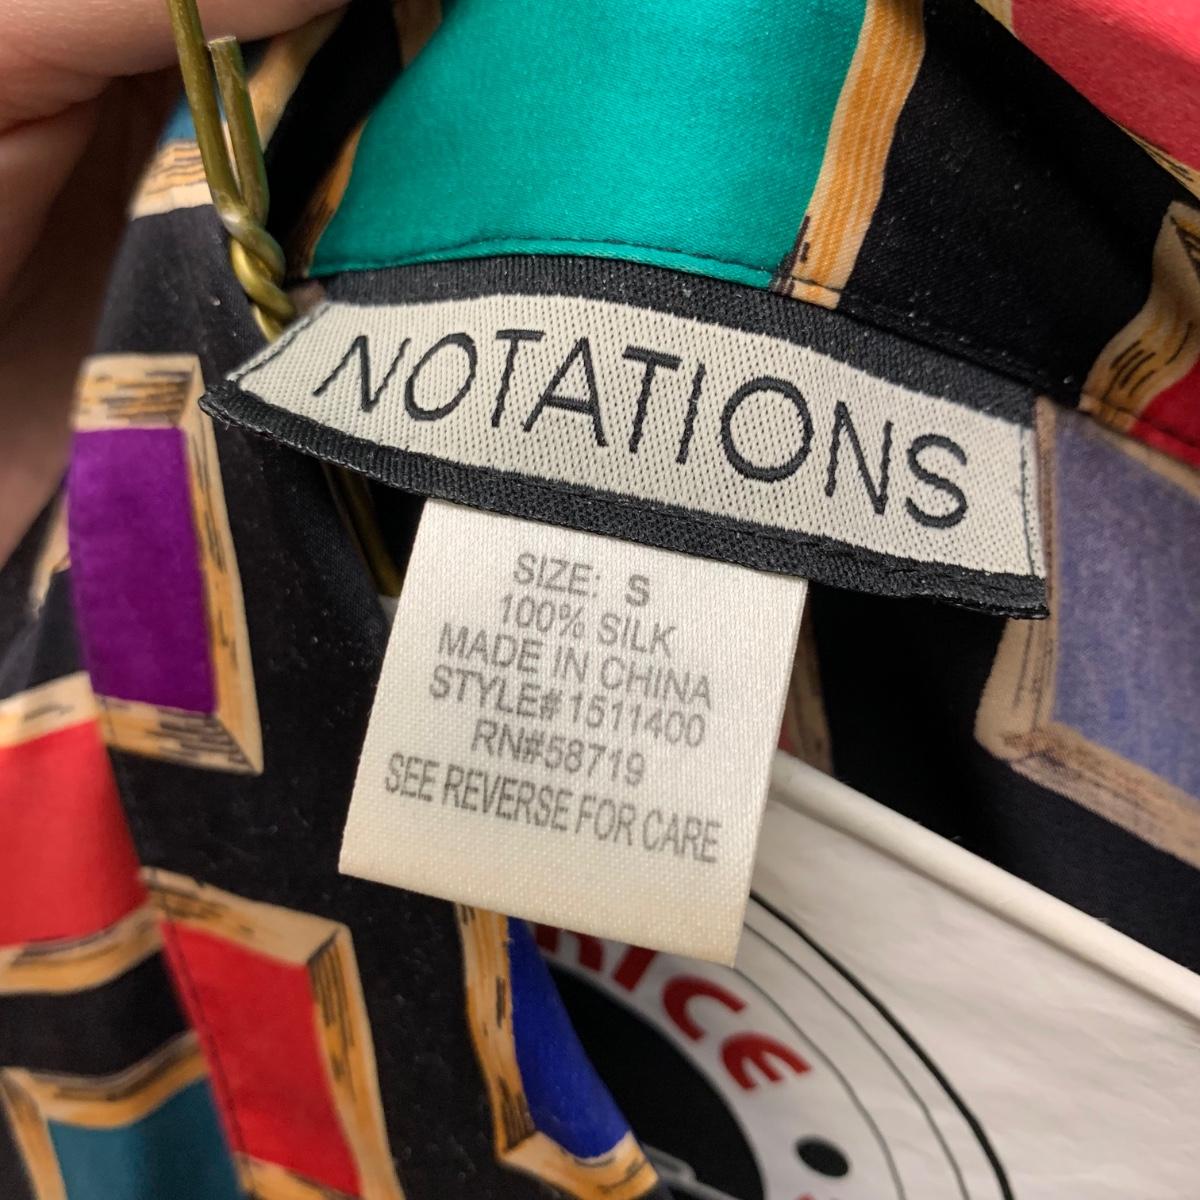 NOTATIONS
SIZE: S
100% SILK
MADE IN CHINA
STYLE# 1511400
RN#58719
SEE REVERSE FOR CARE